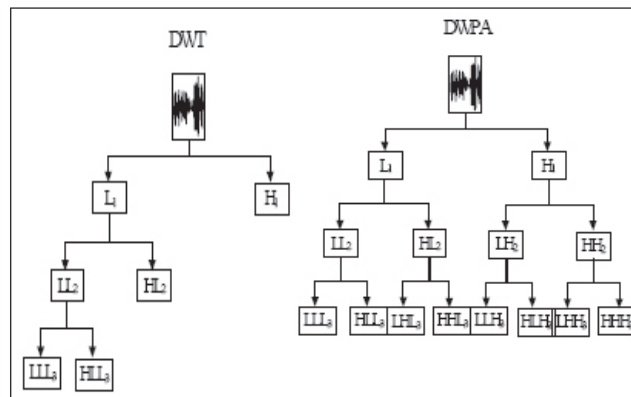 DWT
DWPA
L₁
H₁
L₁
H₁
LL₂
HL₂
LL₂
HL₂
LH₂
HH₂
LLL₃
HLL₃
LLL₃
HLL₃
LHL₃
HHL₃
LLH₃
HLH₃
LHH₃
HHH₃